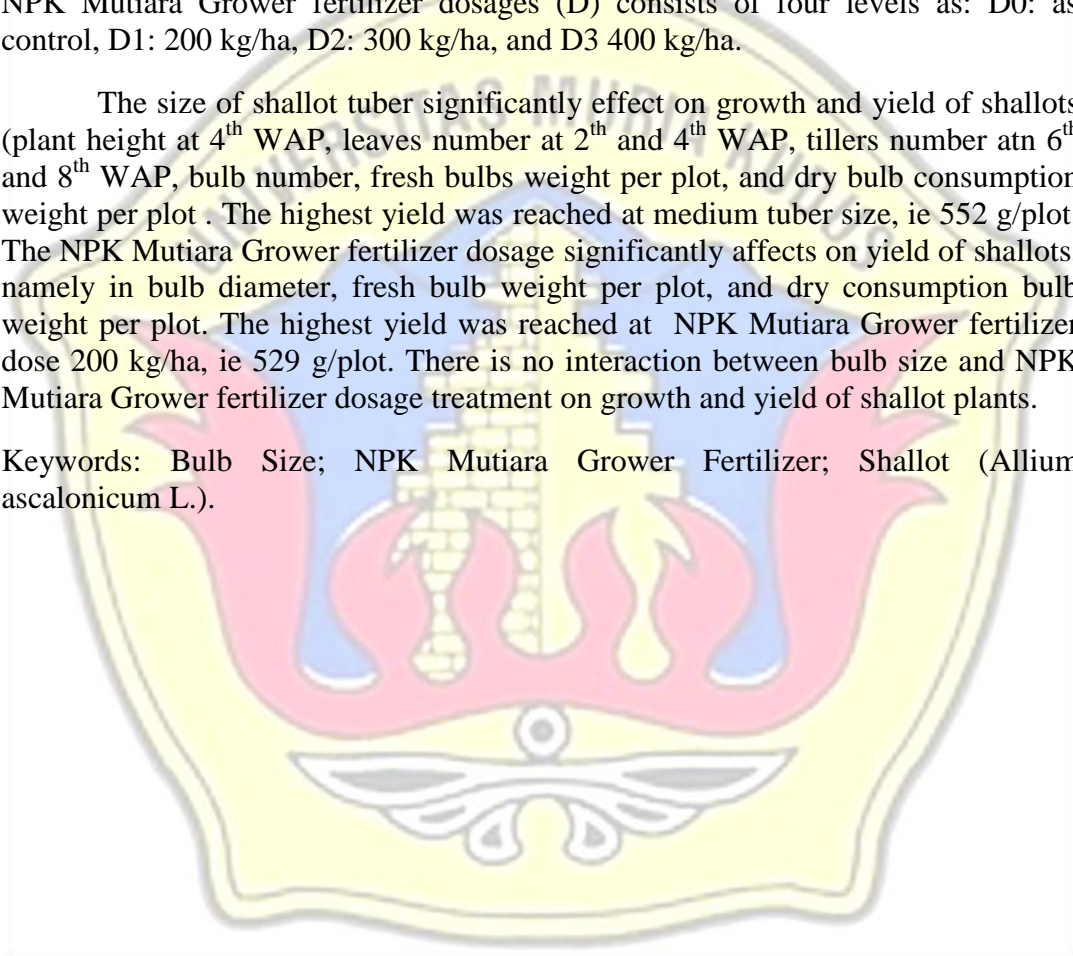 NPK Mutiara Grower fertilizer dosages (D) consists of four levels as: D0: as
control, D1: 200 kg/ha, D2: 300 kg/ha, and D3 400 kg/ha.
The size of shallot tuber significantly effect on growth and yield of shallots
(plant height at 4th WAP, leaves number at 2th and 4th WAP, tillers number atn 6th
and 8th WAP, bulb number, fresh bulbs weight per plot, and dry bulb consumption
weight per plot . The highest yield was reached at medium tuber size, ie 552 g/plot
The NPK Mutiara Grower fertilizer dosage significantly affects on yield of shallots
namely in bulb diameter, fresh bulb weight per plot, and dry consumption bulb
weight per plot. The highest yield was reached at NPK Mutiara Grower fertilizer
dose 200 kg/ha, ie 529 g/plot. There is no interaction between bulb size and NPK
Mutiara Grower fertilizer dosage treatment on growth and yield of shallot plants.
Keywords: Bulb Size; NPK Mutiara Grower Fertilizer; Shallot (Allium
ascalonicum L.).
UNIVERSITAS MURIA KUDUS